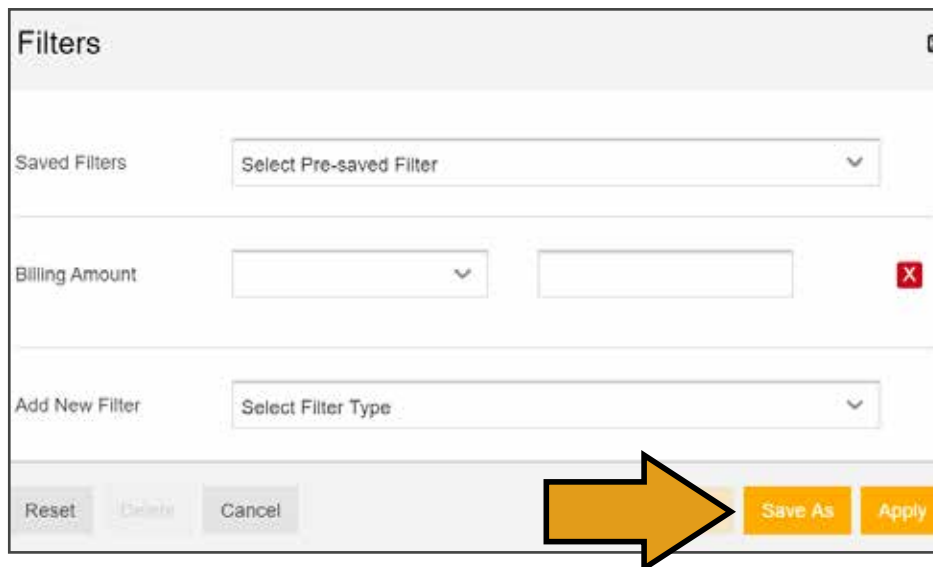 Filters
Saved Filters Select Pre-saved Filter
Billing Amount X
Add New Filter Select Filter Type
Reset Delete Cancel Save As Apply